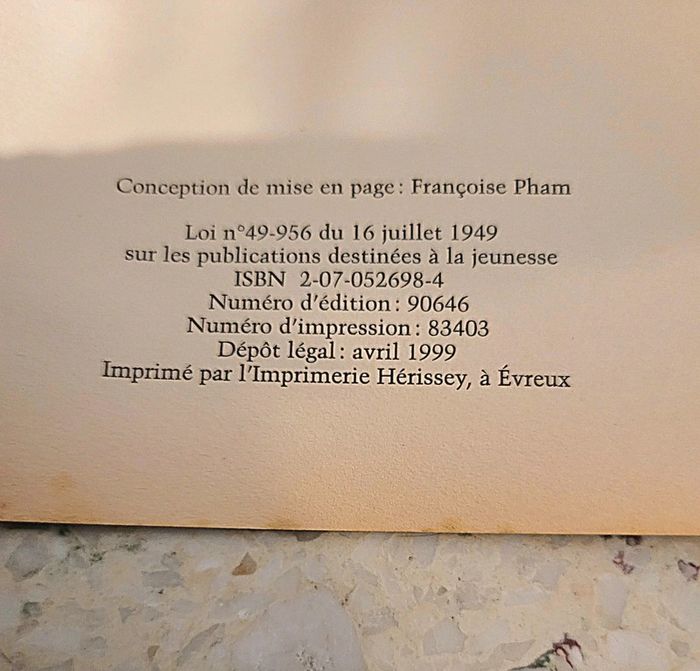 Conception de mise en page : Françoise Pham
Loi n°49-956 du 16 juillet 1949
sur les publications destinées à la jeunesse
ISBN 2-07-052698-4
Numéro d'édition : 90646
Numéro d'impression : 83403
Dépôt légal : avril 1999
Imprimé par l'Imprimerie Hérissey, à Évreux